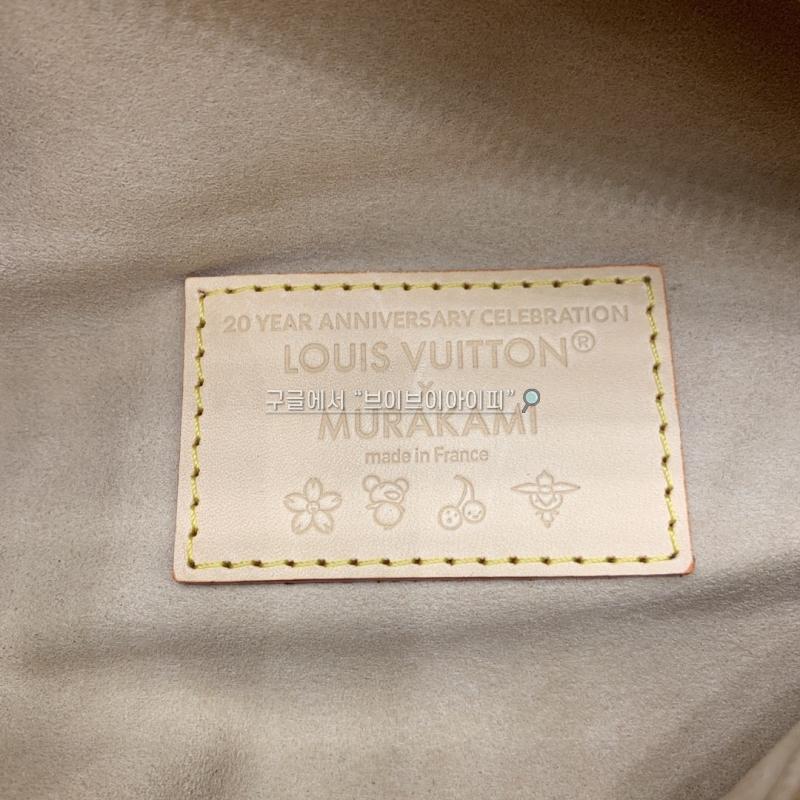 20 YEAR ANNIVERSARY CELEBRATION
LOUIS VUITTON®
×
구글에서 “브이브이아이피”🔎
MURAKAMI
made in France